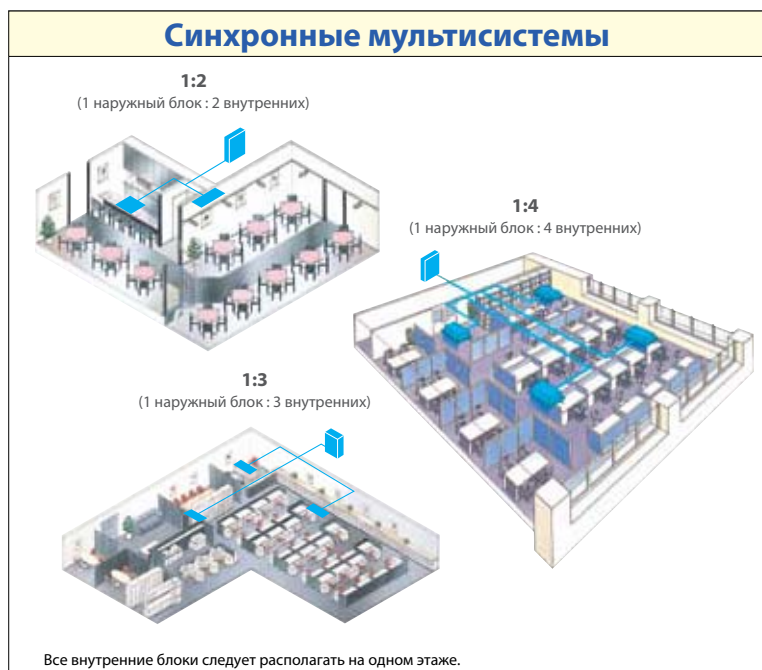 Синхронные мультисистемы
1:2
(1 наружный блок : 2 внутренних)
1:4
(1 наружный блок : 4 внутренних)
1:3
(1 наружный блок : 3 внутренних)
Все внутренние блоки следует располагать на одном этаже.